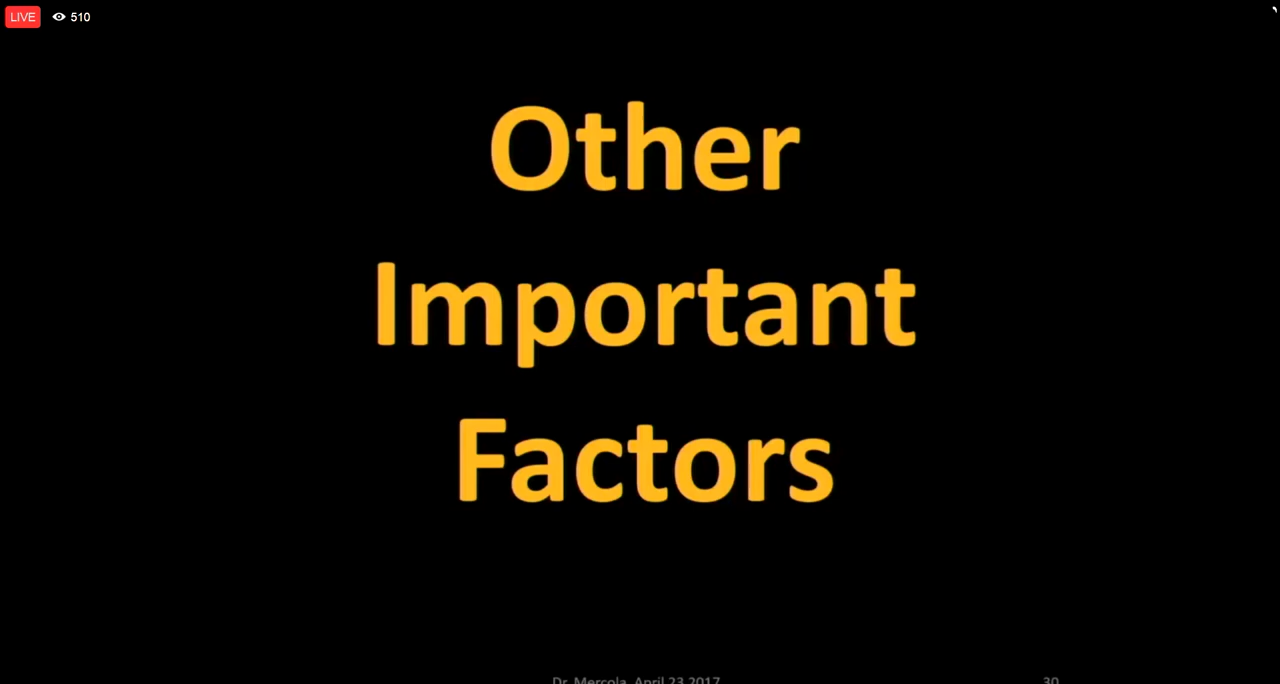 LIVE 510
Other
Important
Factors
Dr. Mercola, April 23 2017 30